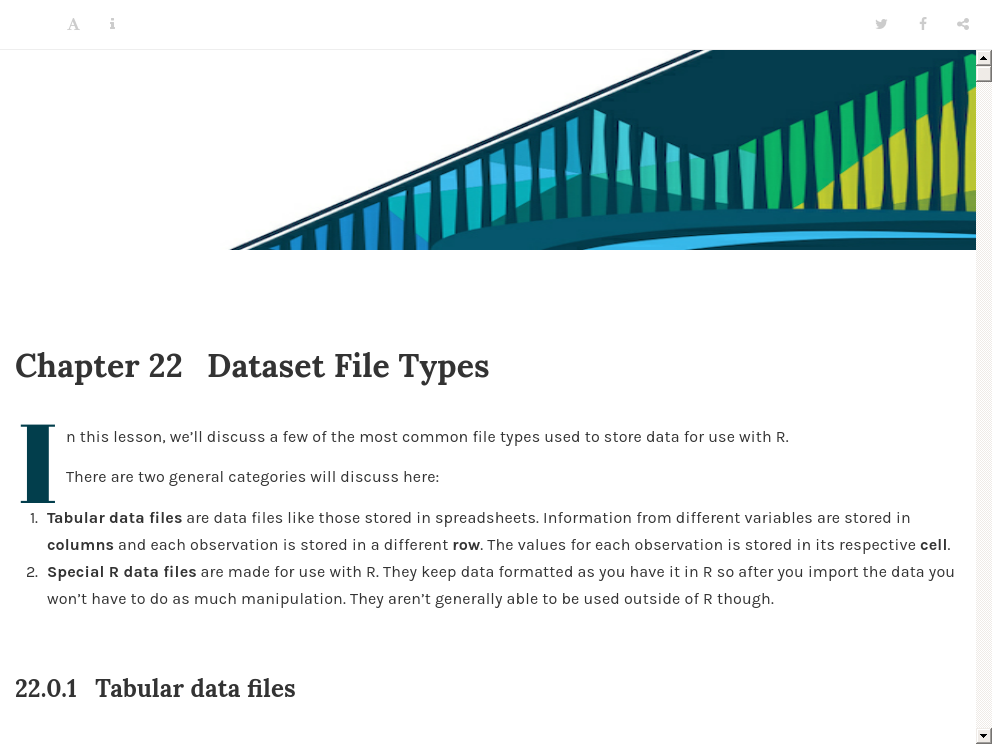 Chapter 22 Dataset File Types
In this lesson, we'll discuss a few of the most common file types used to store data for use with R.
There are two general categories will discuss here:
1. Tabular data files are data files like those stored in spreadsheets. Information from different variables are stored in
columns and each observation is stored in a different row. The values for each observation is stored in its respective cell.
2. Special R data files are made for use with R. They keep data formatted as you have it in R so after you import the data you
won't have to do as much manipulation. They aren't generally able to be used outside of R though.
22.0.1 Tabular data files